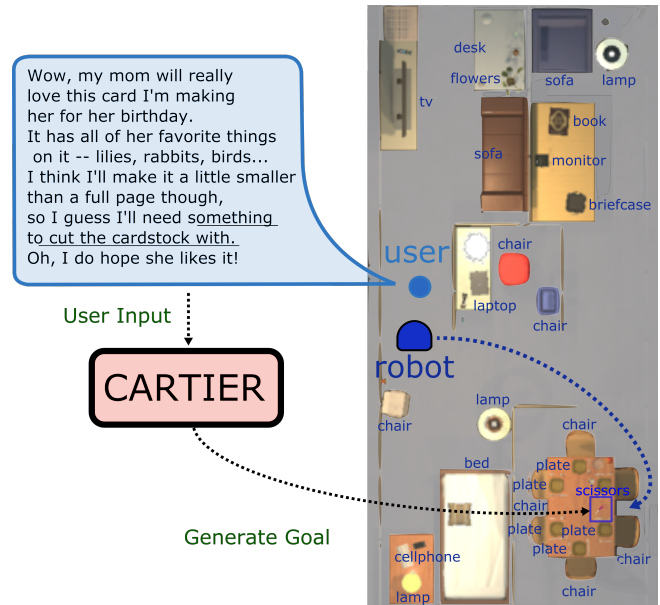 Wow, my mom will really
love this card I'm making
her for her birthday.
It has all of her favorite things
on it -- lilies, rabbits, birds...
I think I'll make it a little smaller
than a full page though,
so I guess I'll need something
to cut the cardstock with.
Oh, I do hope she likes it!
User Input
CARTIER
Generate Goal
desk
flowers
sofa
lamp
tv
book
sofa
monitor
briefcase
user
chair
laptop
chair
robot
chair
lamp
chair
bed
plate
plate
scissors
chair
plate
plate
plate
chair
cellphone
lamp
chair